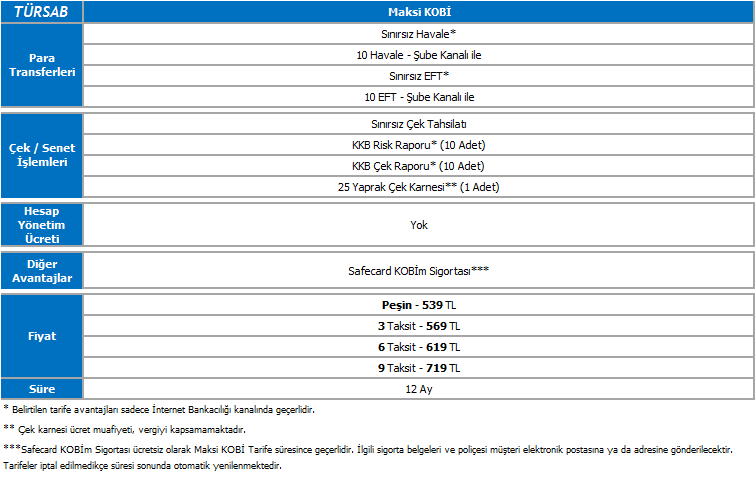 TÜRSAB
Maksi KOBİ
Para
Transferleri
Sınırsız Havale*
10 Havale - Şube Kanalı ile
Sınırsız EFT*
10 EFT - Şube Kanalı ile
Çek / Senet
İşlemleri
Sınırsız Çek Tahsilatı
KKB Risk Raporu* (10 Adet)
KKB Çek Raporu* (10 Adet)
25 Yaprak Çek Karnesi** (1 Adet)
Hesap
Yönetim
Ücreti
Yok
Diğer
Avantajlar
Safecard KOBİm Sigortası***
Fiyat
Peşin - 539 TL
3 Taksit - 569 TL
6 Taksit - 619 TL
9 Taksit - 719 TL
Süre
12 Ay
* Belirtilen tarife avantajları sadece İnternet Bankacılığı kanalında geçerlidir.
** Çek karnesi ücret muafiyeti, vergiyi kapsamamaktadır.
***Safecard KOBİm Sigortası ücretsiz olarak Maksi KOBİ Tarife süresince geçerlidir. İlgili sigorta belgeleri ve poliçesi müşteri elektronik postasına ya da adresine gönderilecektir.
Tarifeler iptal edilmedikçe süresi sonunda otomatik yenilenmektedir.